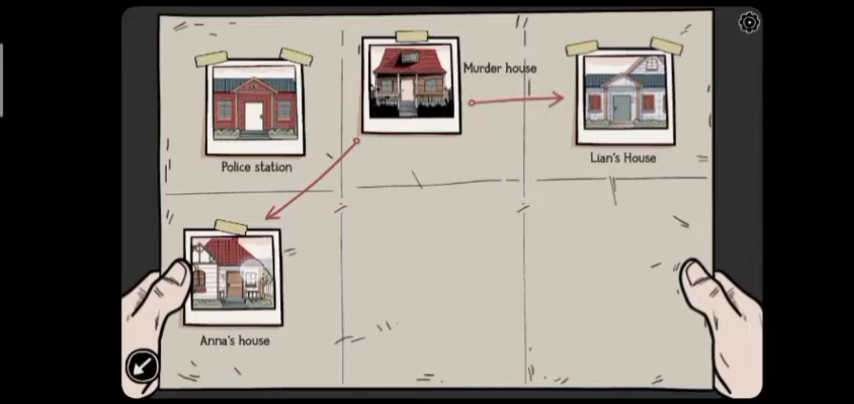 Murder house
Police station
Lian's House
Anna's house